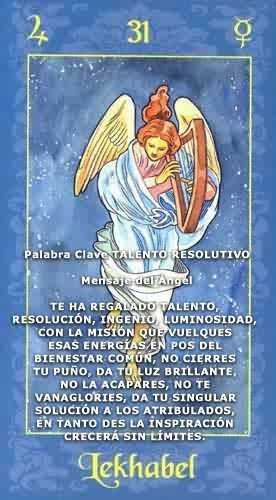 31
Palabra Clave TALENTO RESOLUTIVO
Mensaje del Ángel
TE HA REGALADO TALENTO,
RESOLUCIÓN, INGENIO, LUMINOSIDAD,
CON LA MISIÓN QUE VUELQUES
ESAS ENERGÍAS EN POS DEL
BIENESTAR COMÚN, NO CIERRES
TU PUÑO, DA TU LUZ BRILLANTE,
NO LA ACAPARES, NO TE
VANAGLORIES, DA TU SINGULAR
SOLUCIÓN A LOS ATRIBULADOS,
EN TANTO DES LA INSPIRACIÓN
CRECERÁ SIN LÍMITES.
Lekhabel